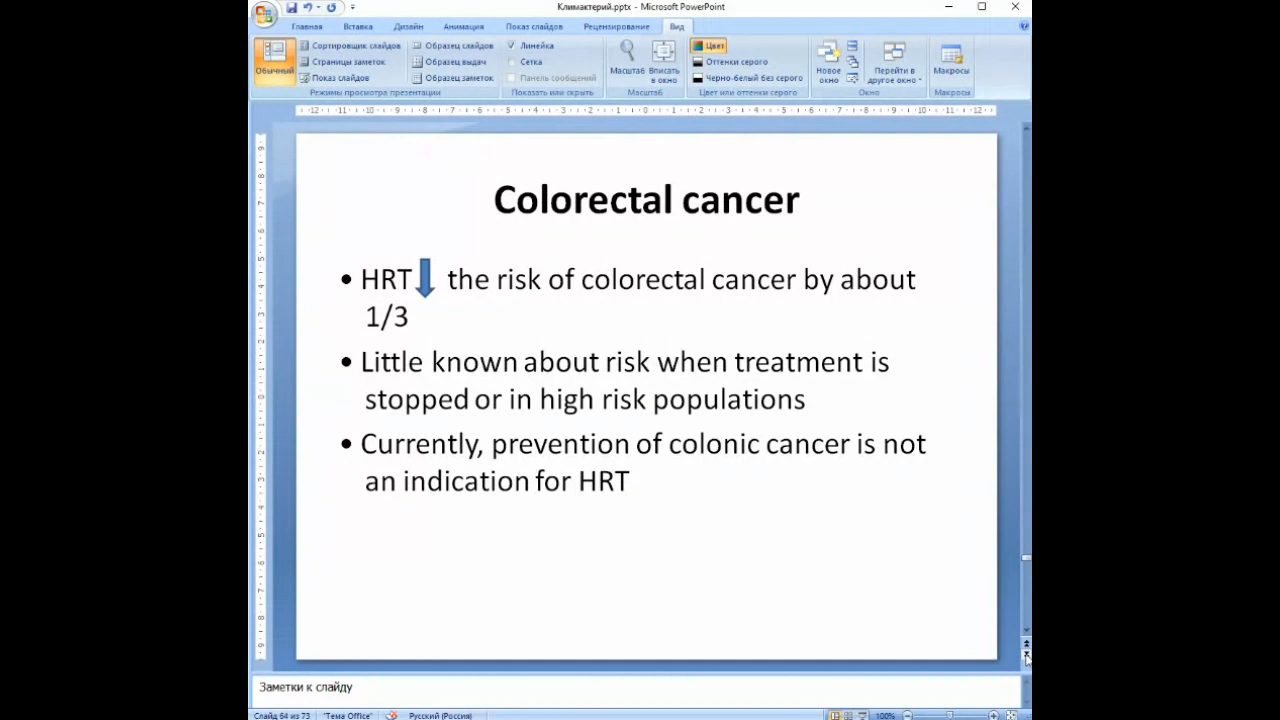 Климактерий.pptx - Microsoft PowerPoint
Главная Вставка Дизайн Анимация Показ слайдов Рецензирование Вид
Обычный
Сортировщик слайдов
Страницы заметок
Показ слайдов
Образец слайдов
Образец выдач
Образец заметок
Режимы просмотра презентации
Линейка
Сетка
Панель сообщений
Показать или скрыть
Масштаб
Вписать в окно
Масштаб
Цвет
Оттенки серого
Черно-белый без серого
Цвет или оттенки серого
Новое окно
Перейти в другое окно
Окно
Макросы
Макросы
Colorectal cancer
• HRT the risk of colorectal cancer by about
1/3
• Little known about risk when treatment is
stopped or in high risk populations
• Currently, prevention of colonic cancer is not
an indication for HRT
Заметки к слайду
Слайд 64 из 73 "Тема Office" Русский (Россия) 100%